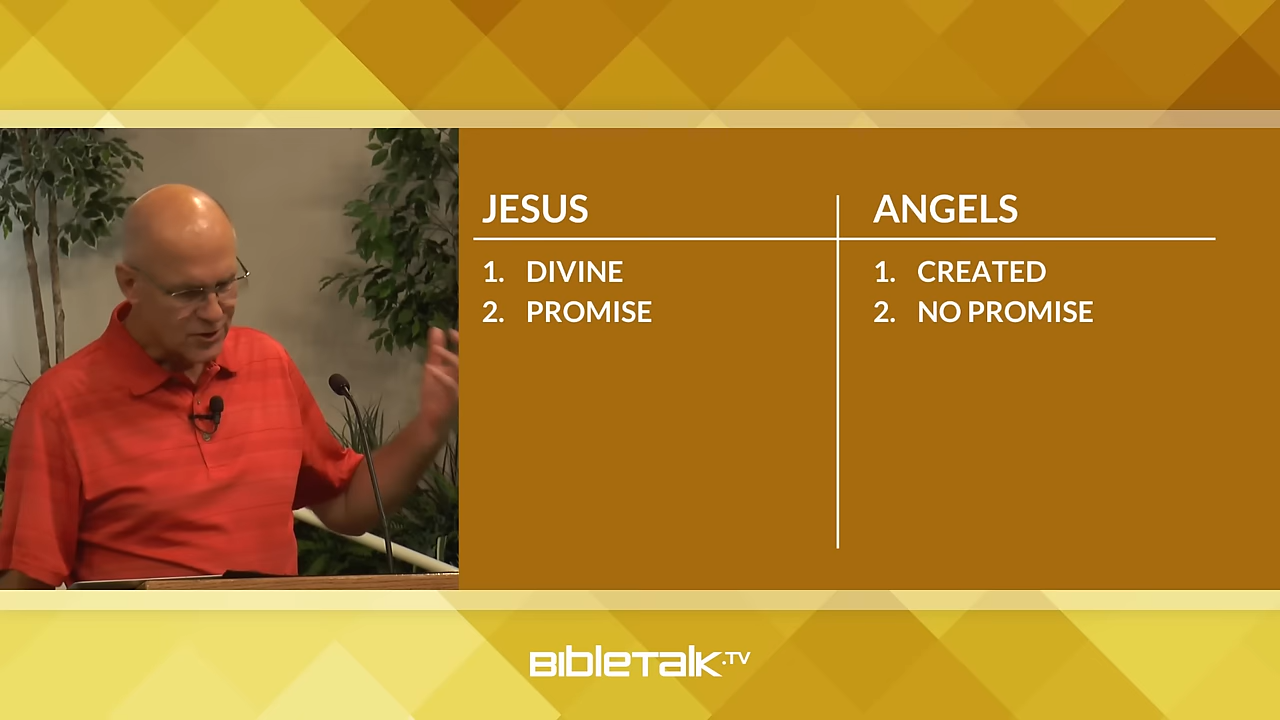 JESUS
ANGELS
1. DIVINE
1. CREATED
2. PROMISE
2. NO PROMISE
BIBLETALK.TV